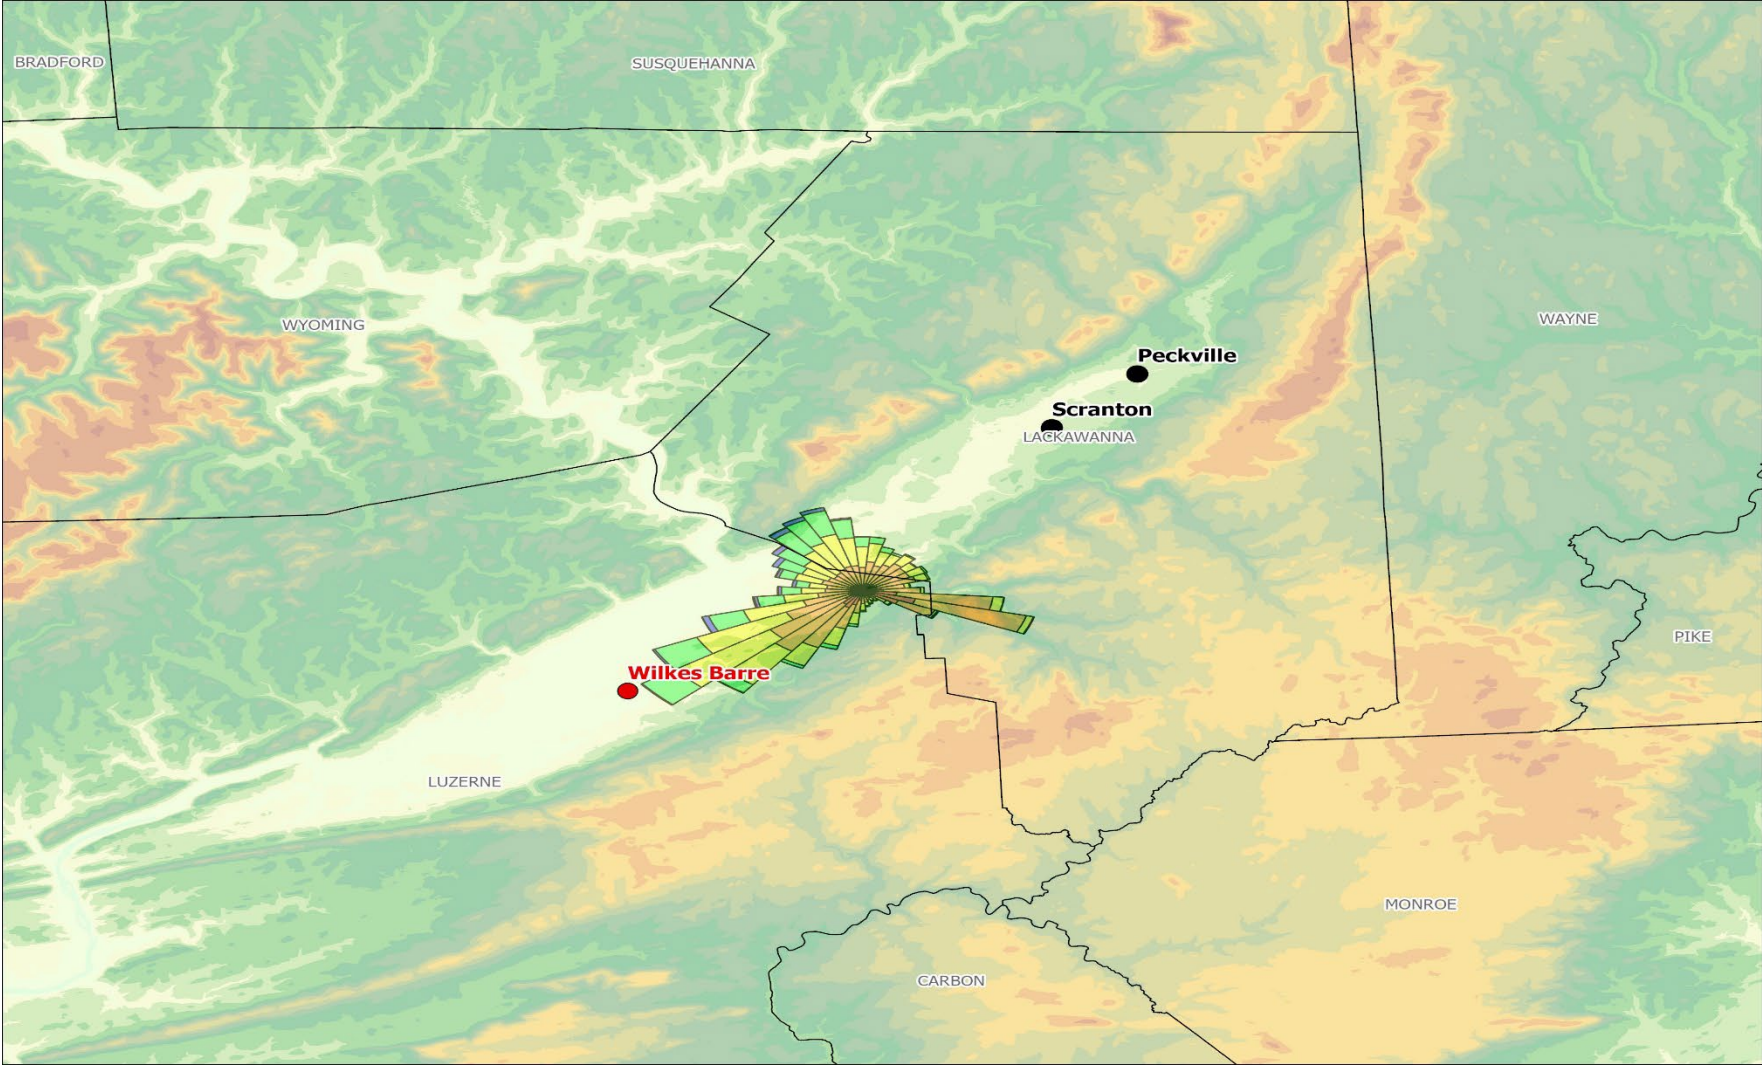 BRADFORD
SUSQUEHANNA
WYOMING
WAYNE
Peckville
Scranton
LACKAWANNA
PIKE
Wilkes Barre
LUZERNE
MONROE
CARBON